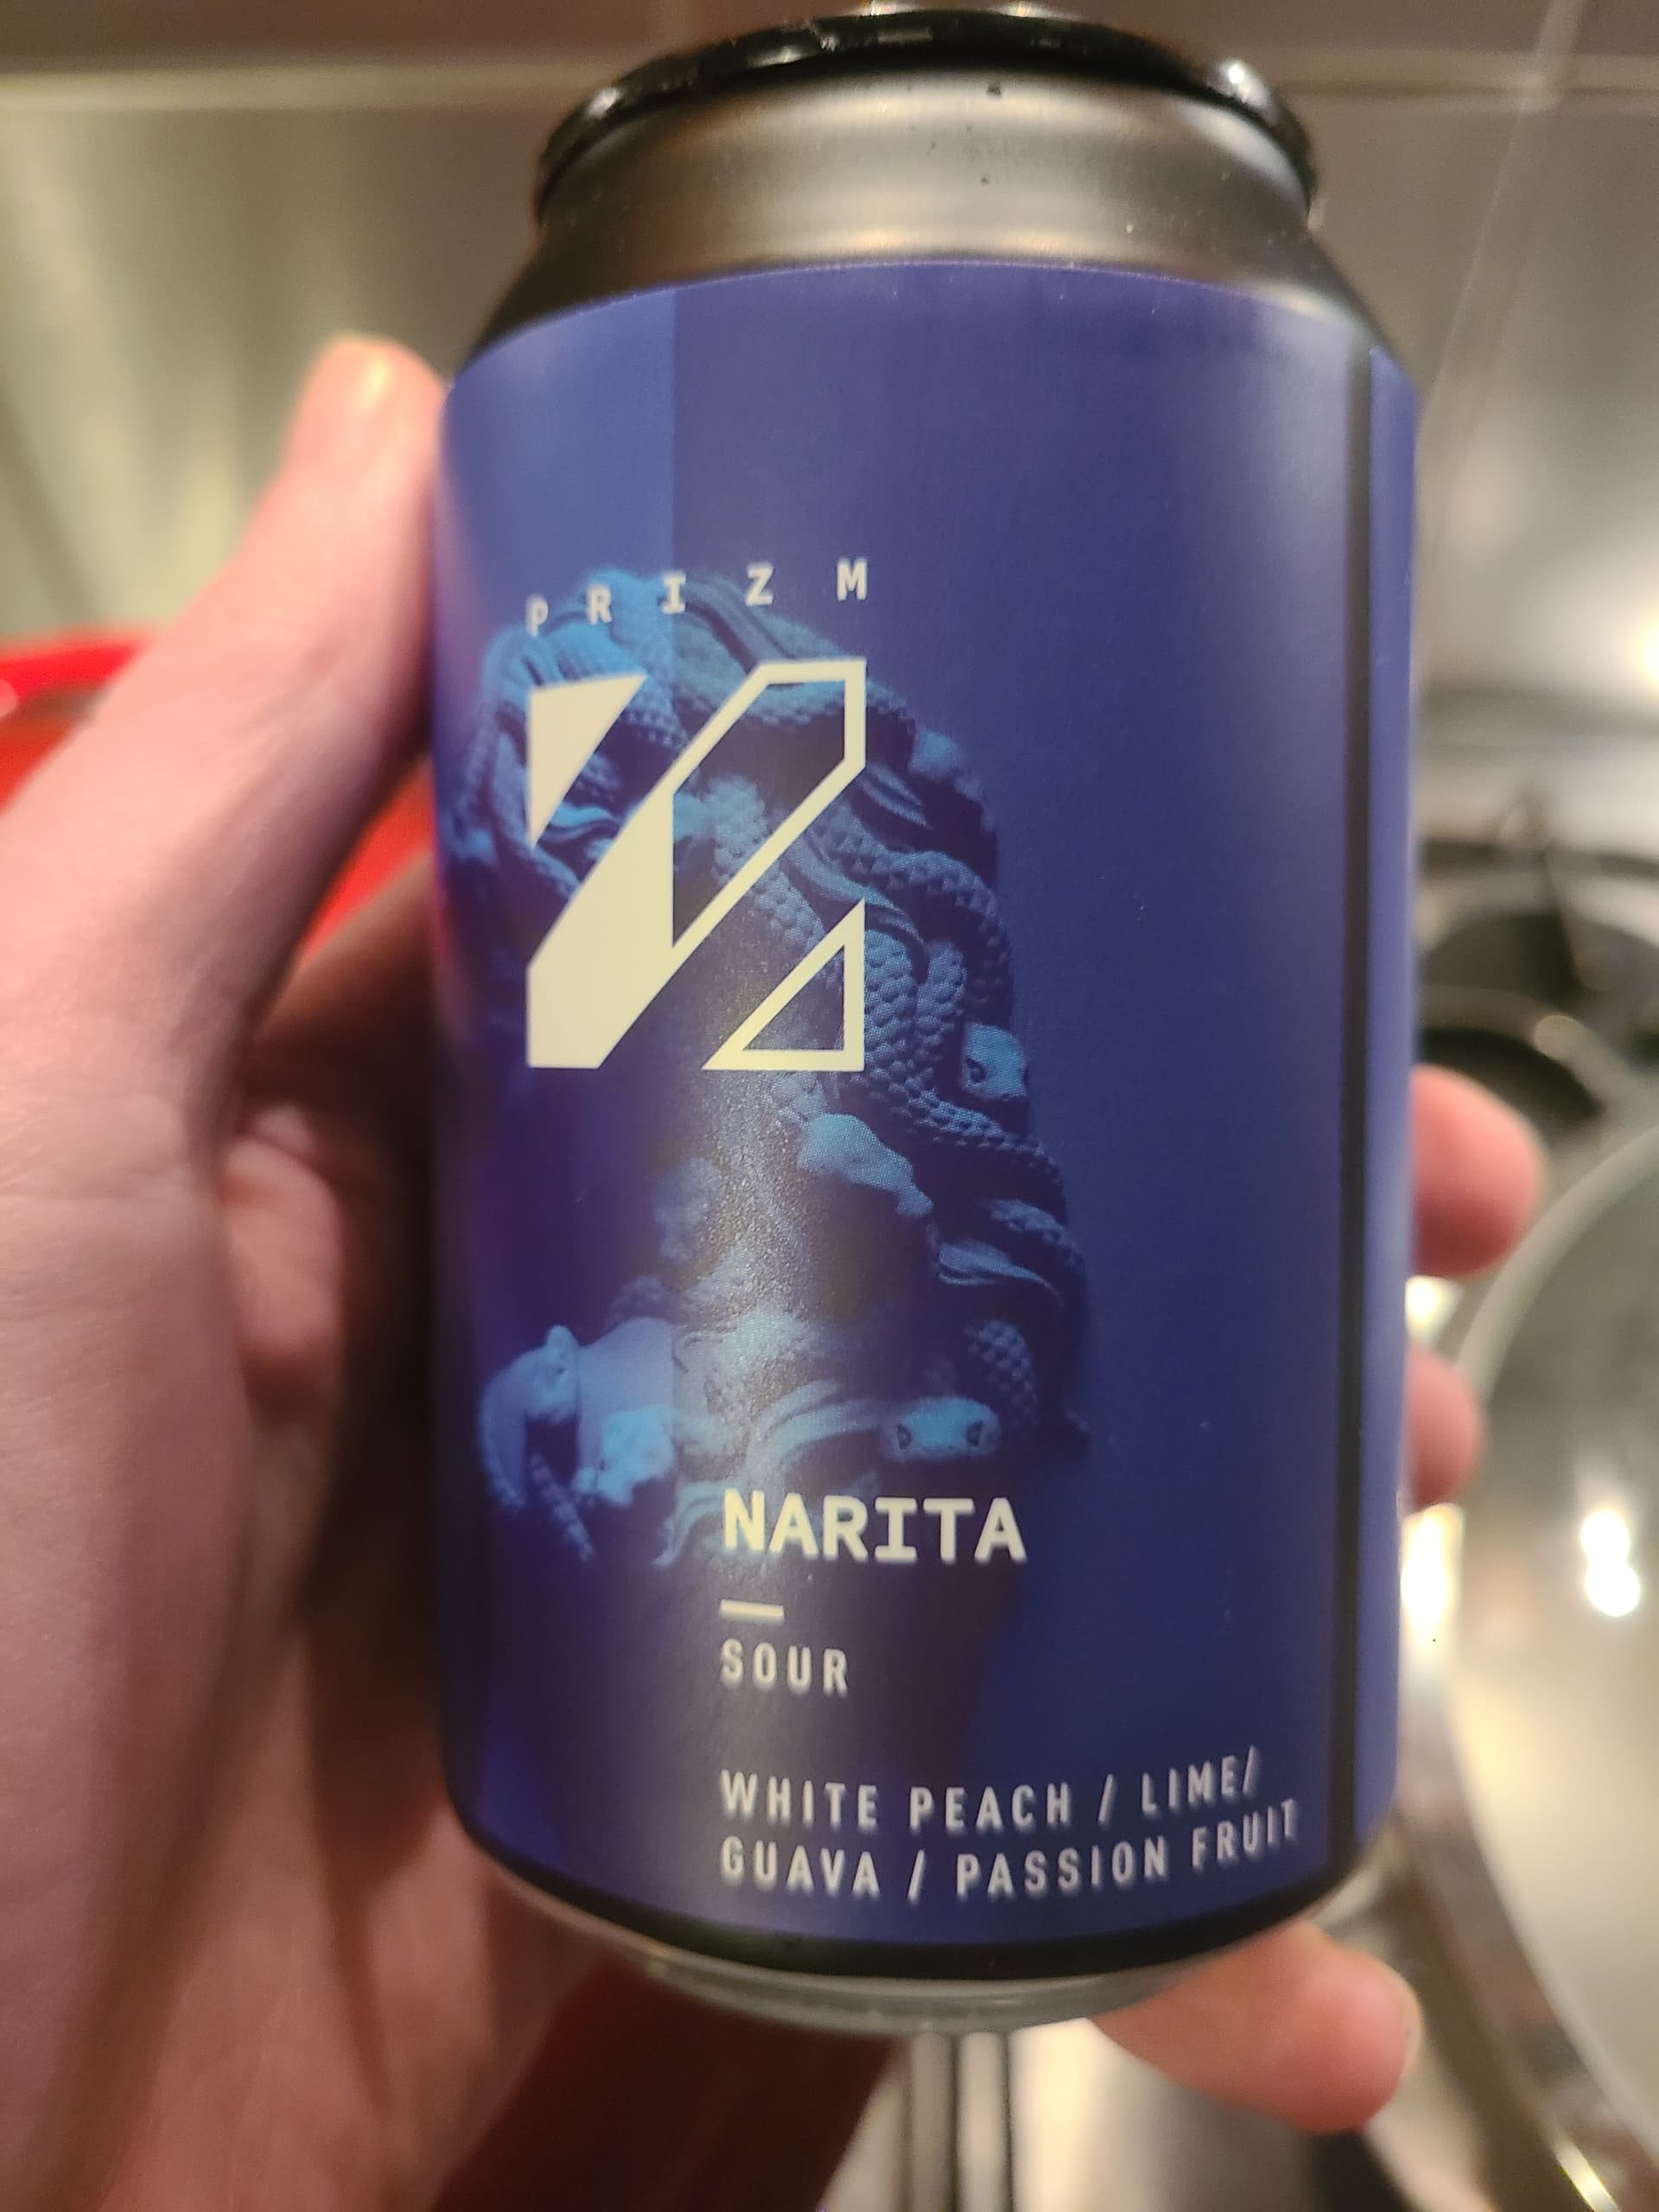 PRIZM
NARITA
SOUR
WHITE PEACH / LIME/
GUAVA / PASSION FRUIT